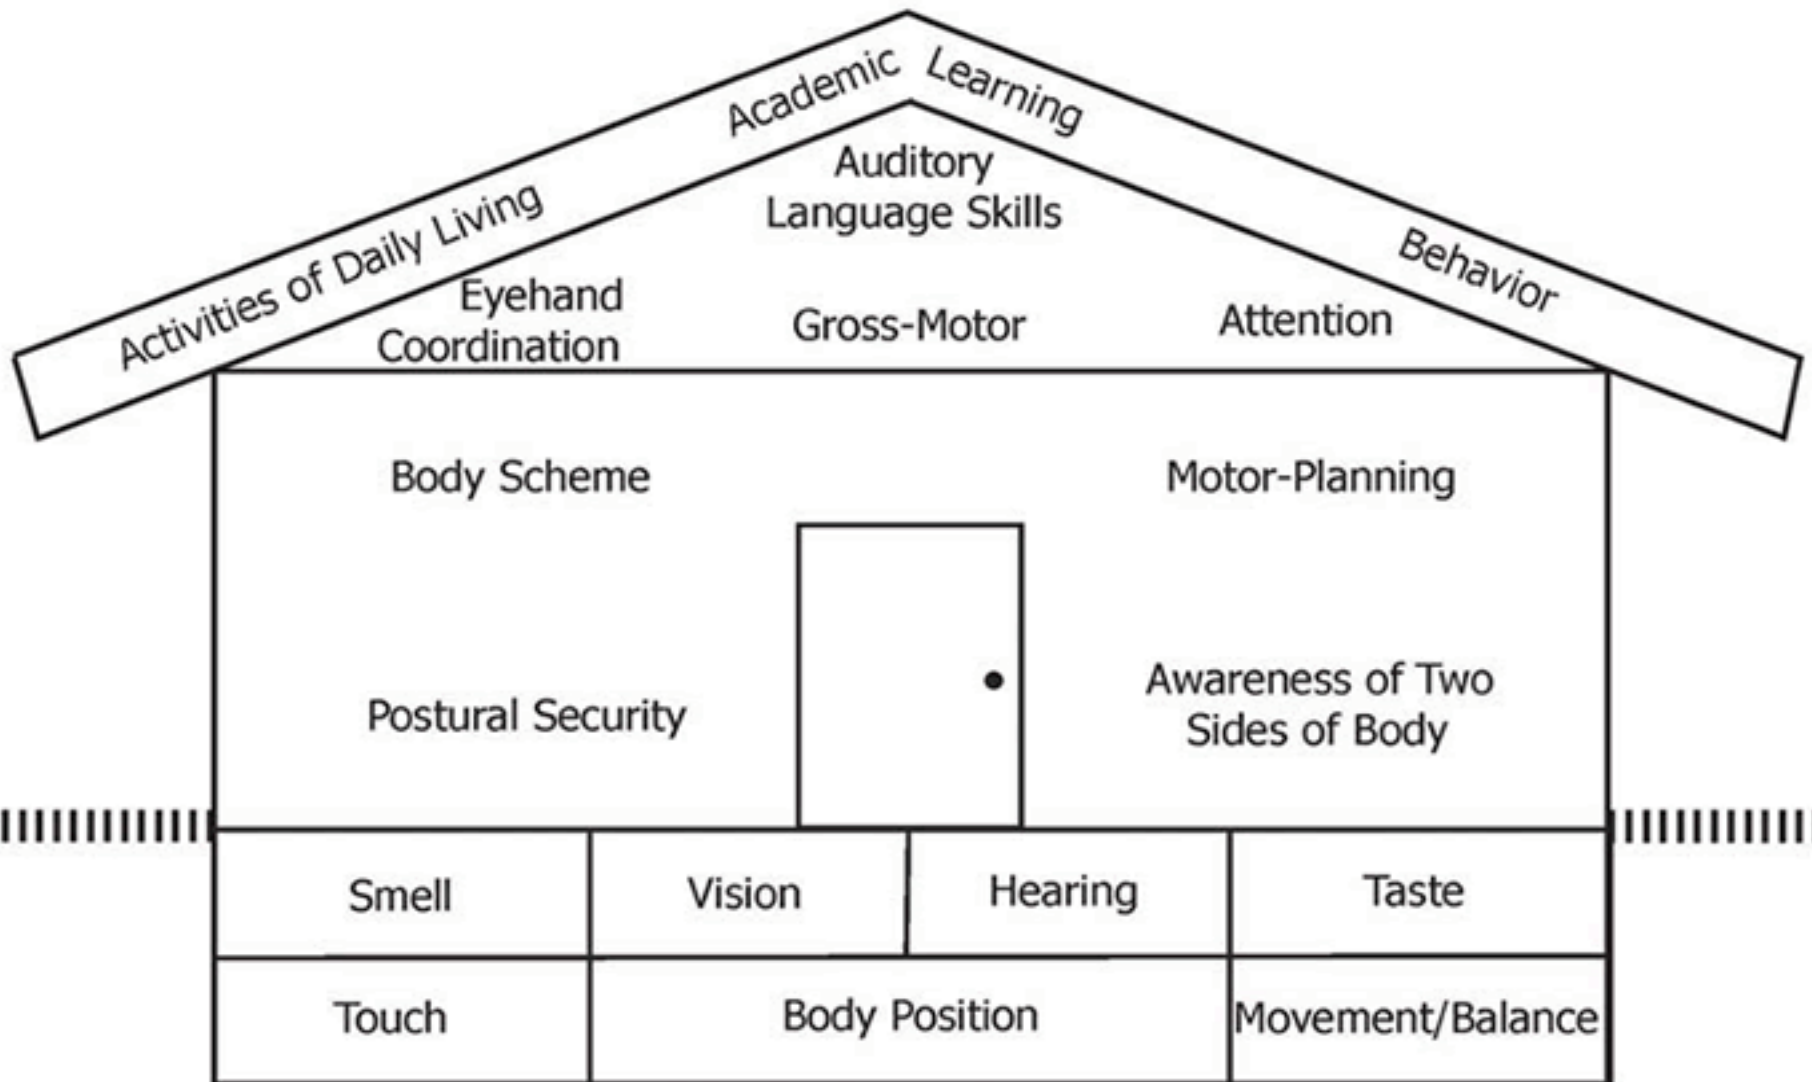 Academic Learning
Activities of Daily Living
Behavior
Auditory
Language Skills
Eyehand
Coordination
Gross-Motor
Attention
Body Scheme
Motor-Planning
Postural Security
Awareness of Two
Sides of Body
Smell
Vision
Hearing
Taste
Touch
Body Position
Movement/Balance